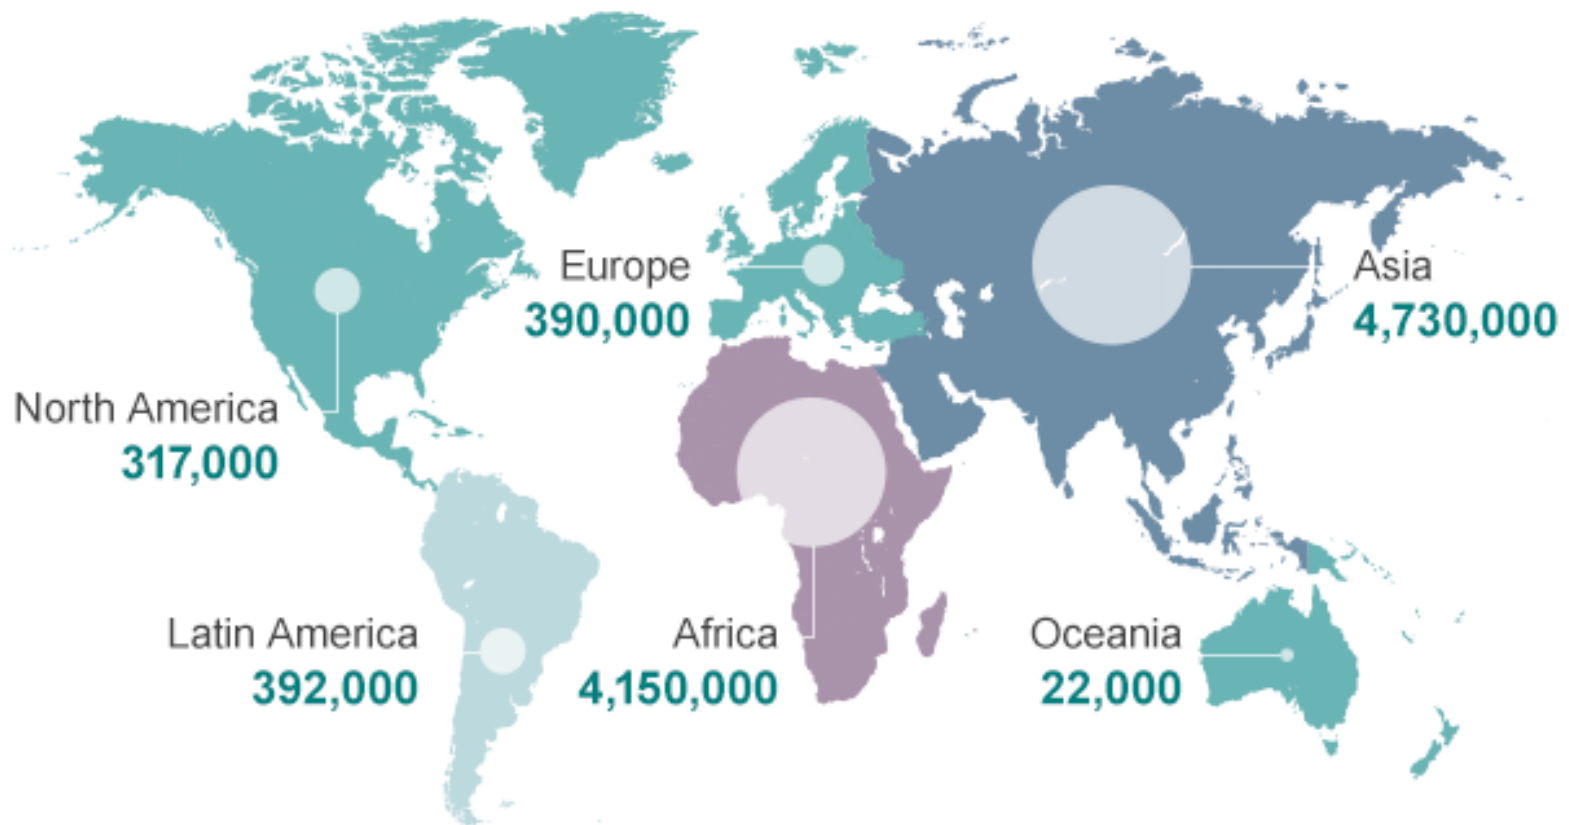 Europe
390,000
Asia
4,730,000
North America
317,000
Latin America
392,000
Africa
4,150,000
Oceania
22,000